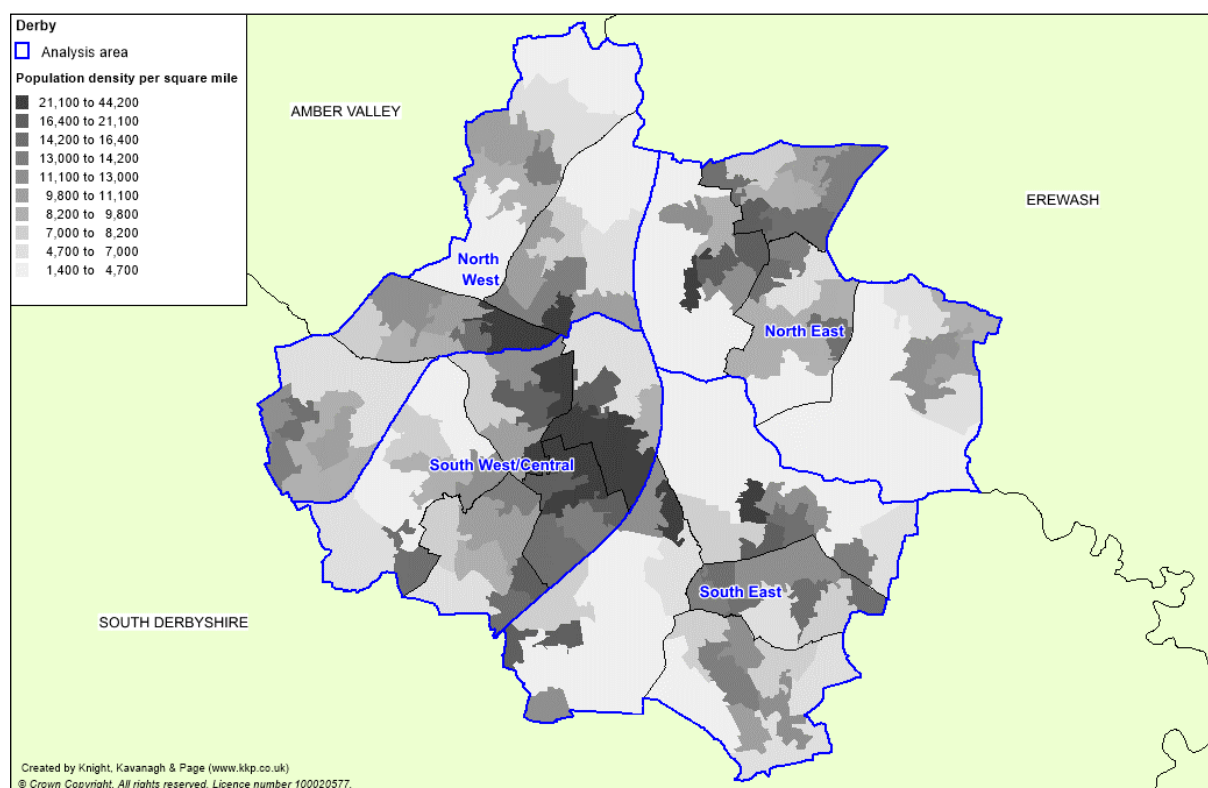 Derby
Analysis area
Population density per square mile
21,100 to 44,200
16,400 to 21,100
14,200 to 16,400
13,000 to 14,200
11,100 to 13,000
9,800 to 11,100
8,200 to 9,800
7,000 to 8,200
4,700 to 7,000
1,400 to 4,700
AMBER VALLEY
EREWASH
North
West
North East
South West/Central
South East
SOUTH DERBYSHIRE
Created by Knight, Kavanagh & Page (www.kkp.co.uk)
© Crown Copyright. All rights reserved. Licence number 100020577.